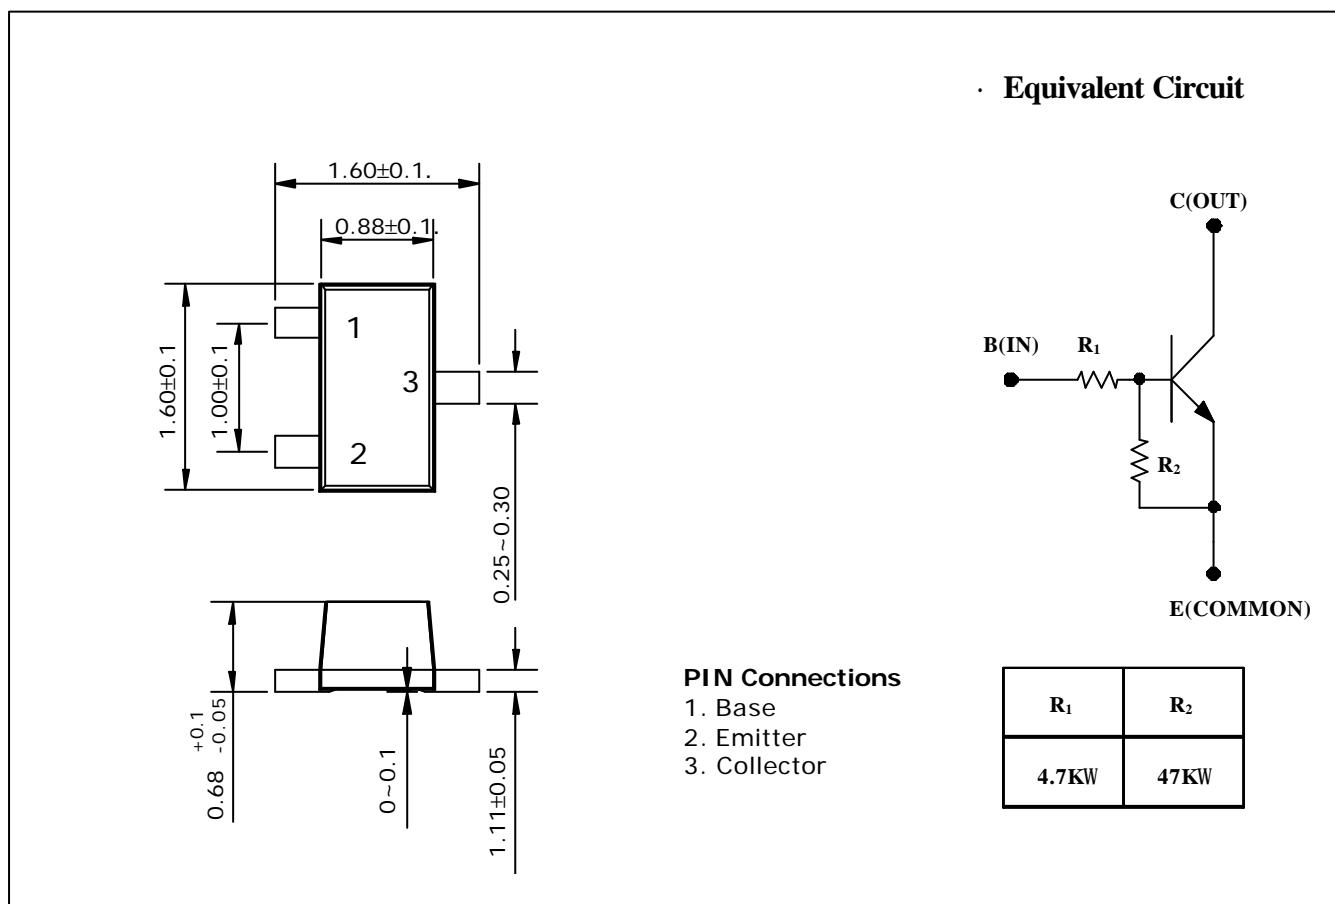 · Equivalent Circuit
1.60±0.1.
0.88±0.1.
1.60±0.1
1.00±0.1
1
2
3
0.25~0.30
C(OUT)
B(IN)
R₁
R₂
E(COMMON)
+0.1
0.68 -0.05
0~0.1
1.11±0.05
PIN Connections
1. Base
2. Emitter
3. Collector
R₁ R₂
4.7KW 47KW